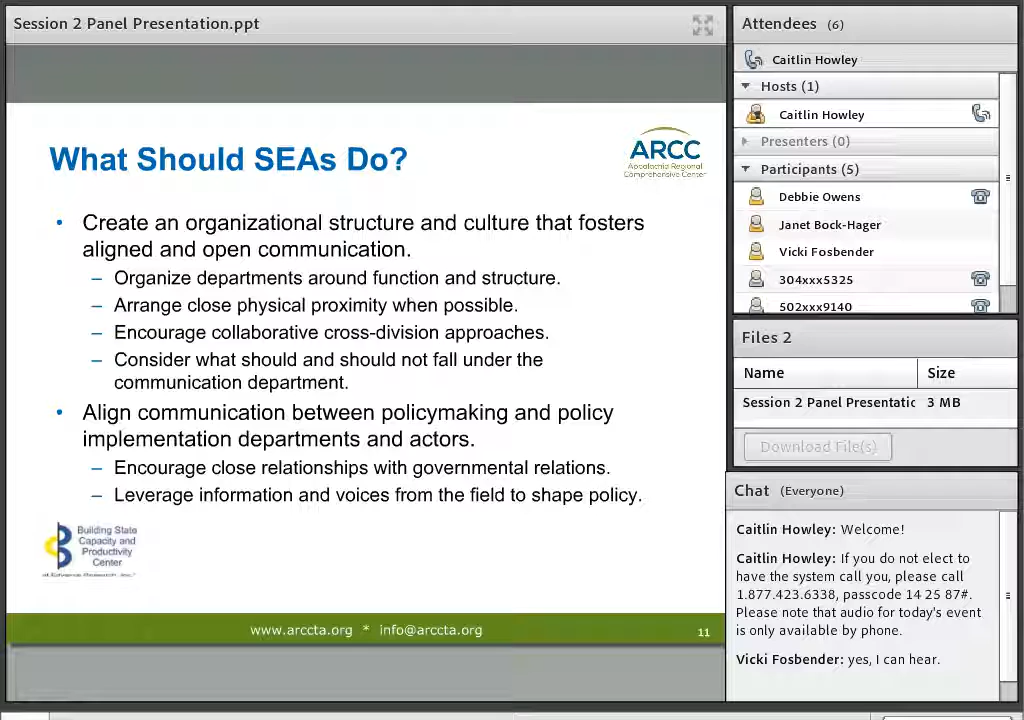 Session 2 Panel Presentation.ppt
What Should SEAs Do?
ARCC
Appalachia Regional
Comprehensive Center
• Create an organizational structure and culture that fosters
aligned and open communication.
– Organize departments around function and structure.
– Arrange close physical proximity when possible.
– Encourage collaborative cross-division approaches.
– Consider what should and should not fall under the
communication department.
• Align communication between policymaking and policy
implementation departments and actors.
– Encourage close relationships with governmental relations.
– Leverage information and voices from the field to shape policy.
Building State
Capacity and
Productivity
Center
at Edvance Research, Inc.
www.arccta.org * info@arccta.org
11
Attendees (6)
Caitlin Howley
Hosts (1)
Caitlin Howley
Presenters (0)
Participants (5)
Debbie Owens
Janet Bock-Hager
Vicki Fosbender
304xxx5325
502xxx9140
Files 2
Name Size
Session 2 Panel Presentatic 3 MB
Download File(s)
Chat (Everyone)
Caitlin Howley: Welcome!
Caitlin Howley: If you do not elect to
have the system call you, please call
1.877.423.6338, passcode 14 25 87#.
Please note that audio for today's event
is only available by phone.
Vicki Fosbender: yes, I can hear.